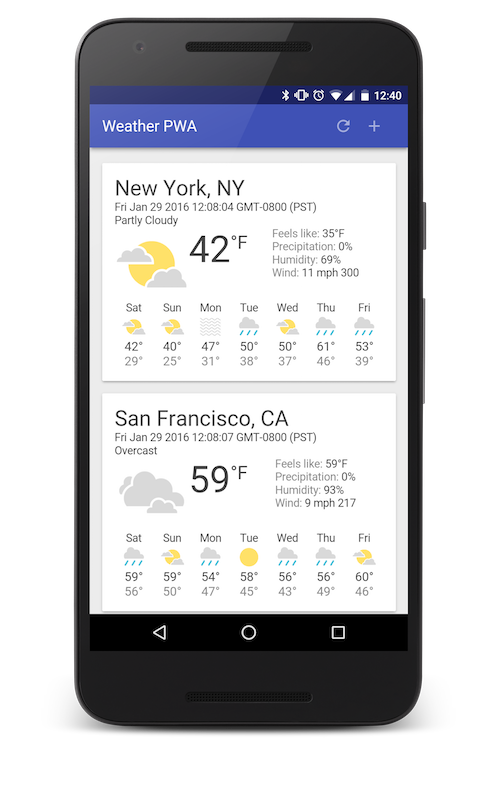 12:40
Weather PWA
New York, NY
Fri Jan 29 2016 12:08:04 GMT-0800 (PST)
Partly Cloudy
42°F
Feels like: 35°F
Precipitation: 0%
Humidity: 69%
Wind: 11 mph 300
Sat Sun Mon Tue Wed Thu Fri
42° 40° 47° 50° 50° 61° 53°
29° 25° 31° 38° 37° 46° 39°
San Francisco, CA
Fri Jan 29 2016 12:08:07 GMT-0800 (PST)
Overcast
59°F
Feels like: 59°F
Precipitation: 0%
Humidity: 93%
Wind: 9 mph 217
Sat Sun Mon Tue Wed Thu Fri
59° 59° 54° 58° 56° 56° 60°
56° 50° 47° 45° 43° 49° 46°